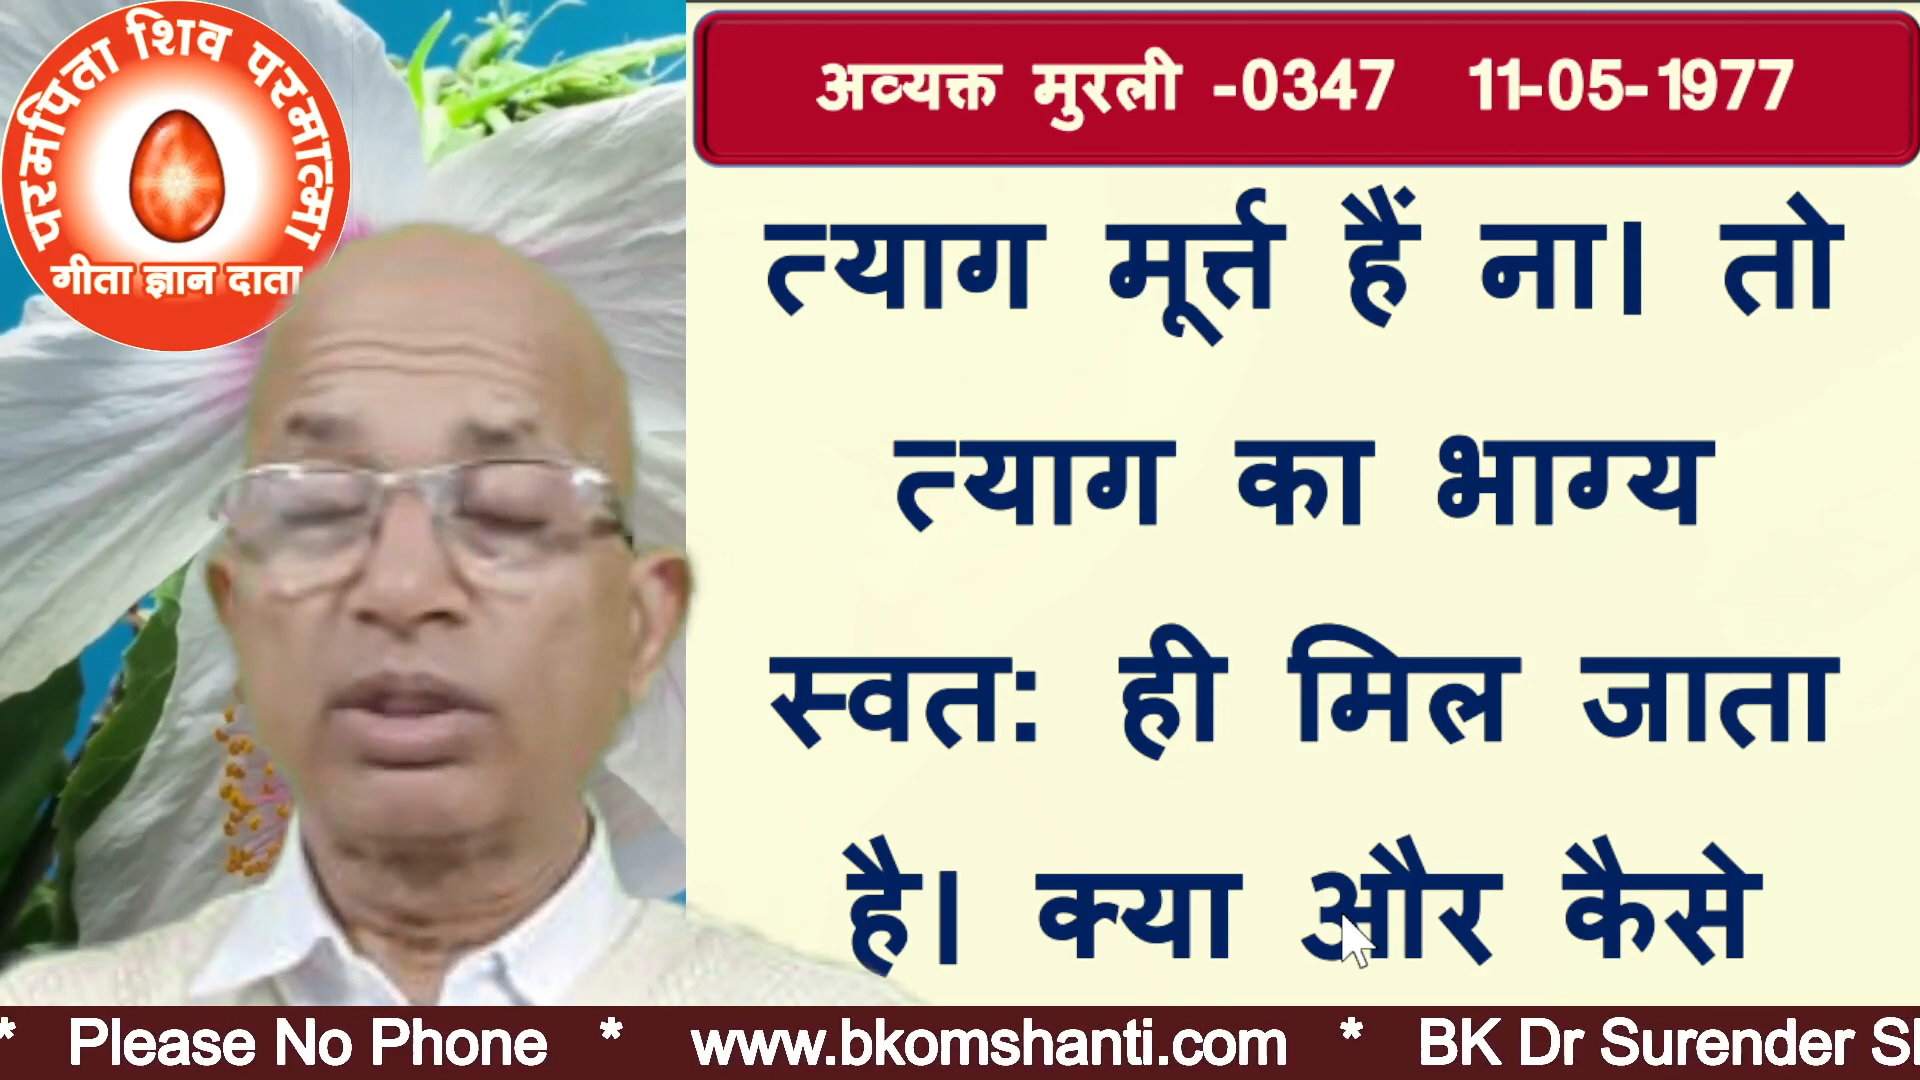 परमपिता शिव परमात्मा
गीता ज्ञान दाता
अव्यक्त मुरली -0347 11-05-1977
त्याग मूर्त्त हैं ना। तो
त्याग का भाग्य
स्वत: ही मिल जाता
है। क्या और कैसे
* Please No Phone * www.bkomshanti.com * BK Dr Surender